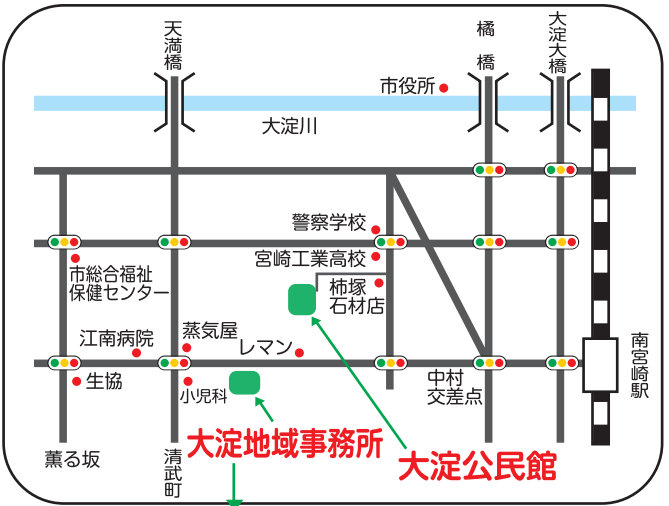 天満橋
橘橋
大淀大橋
市役所
大淀川
警察学校
宮崎工業高校
市総合福祉
保健センター
柿塚
石材店
江南病院
蒸気屋
レマン
生協
小児科
中村
交差点
南宮崎駅
大淀地域事務所
大淀公民館
薫る坂
清武町